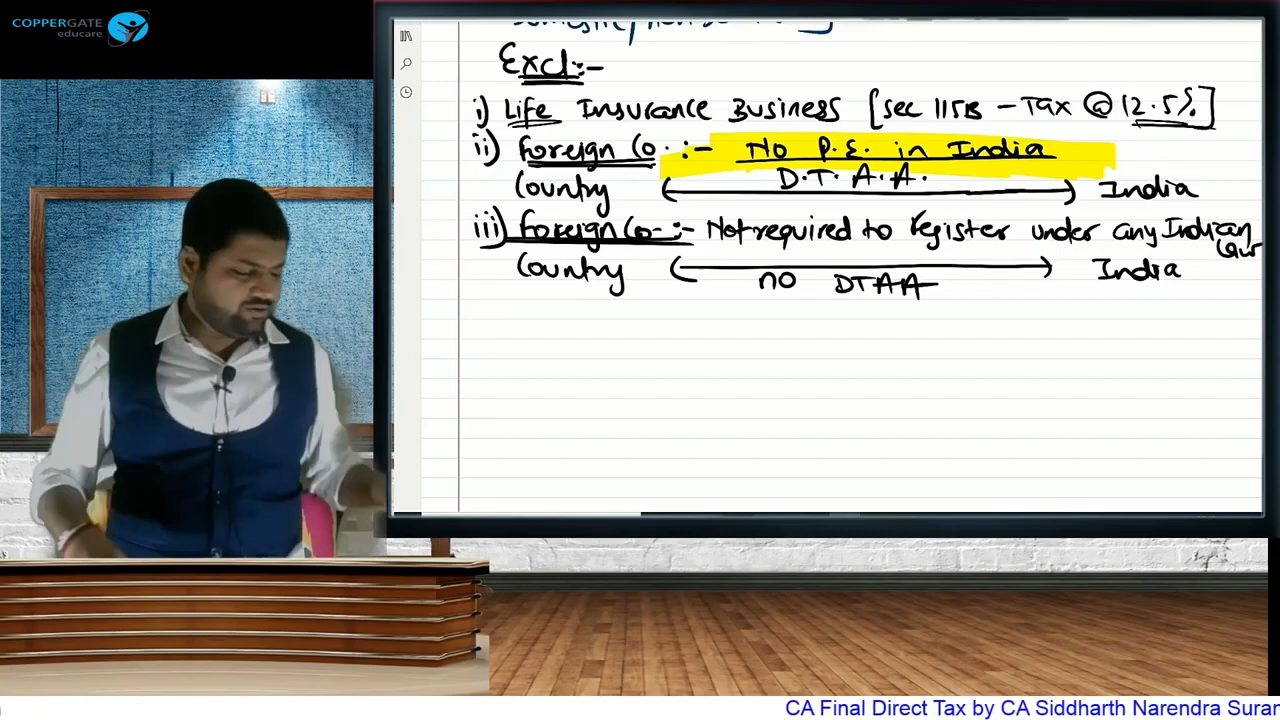 COPPERGATE
educare
Excl:-
i) Life Insurance Business [Sec 115B - Tax @ 12.5%]
ii) Foreign Co. :- No P.E. in India
Country D.T.A.A. India
iii) Foreign Co- :- Not required to register under any Indian
Country no DTAA India
CA Final Direct Tax by CA Siddharth Narendra Suran